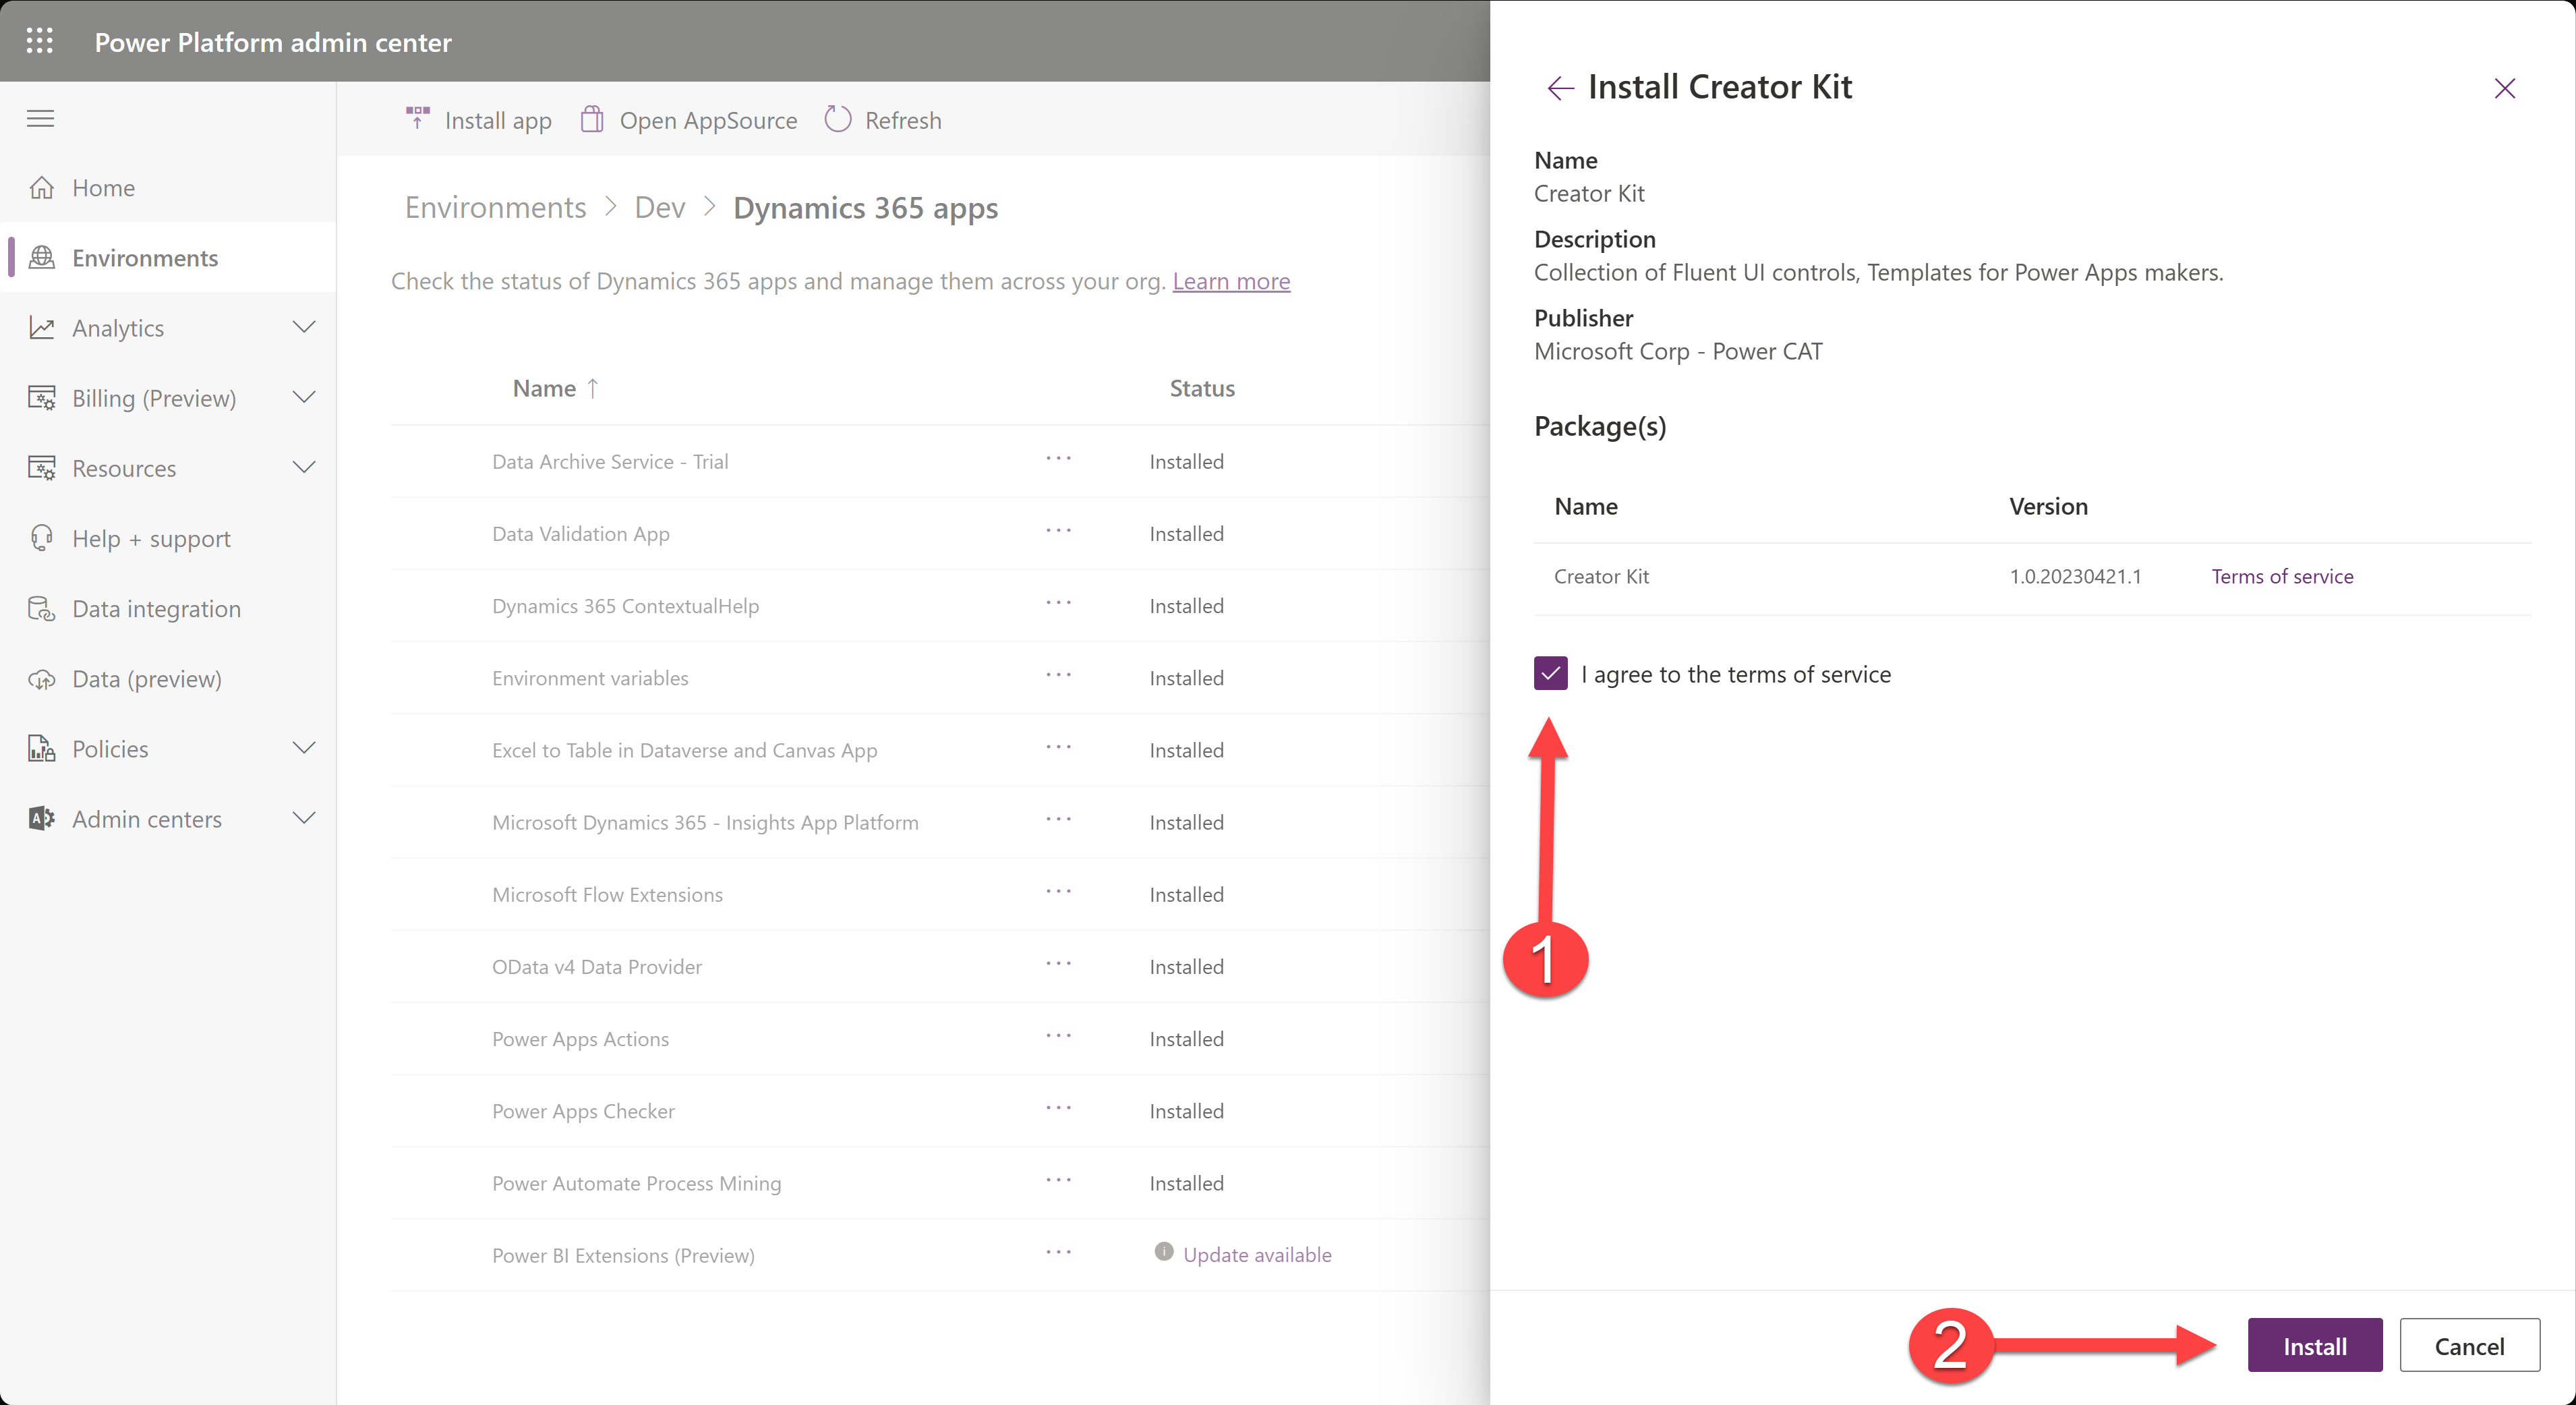 Power Platform admin center
Install app
Open AppSource
Refresh
Home
Environments
Analytics
Billing (Preview)
Resources
Help + support
Data integration
Data (preview)
Policies
Admin centers
Environments > Dev > Dynamics 365 apps
Check the status of Dynamics 365 apps and manage them across your org. Learn more
Name ↑ Status
Data Archive Service - Trial ... Installed
Data Validation App ... Installed
Dynamics 365 ContextualHelp ... Installed
Environment variables ... Installed
Excel to Table in Dataverse and Canvas App ... Installed
Microsoft Dynamics 365 - Insights App Platform ... Installed
Microsoft Flow Extensions ... Installed
OData v4 Data Provider ... Installed
Power Apps Actions ... Installed
Power Apps Checker ... Installed
Power Automate Process Mining ... Installed
Power BI Extensions (Preview) ... Update available
Install Creator Kit
Name
Creator Kit
Description
Collection of Fluent UI controls, Templates for Power Apps makers.
Publisher
Microsoft Corp - Power CAT
Package(s)
Name Version
Creator Kit 1.0.20230421.1 Terms of service
I agree to the terms of service
1
2
Install
Cancel